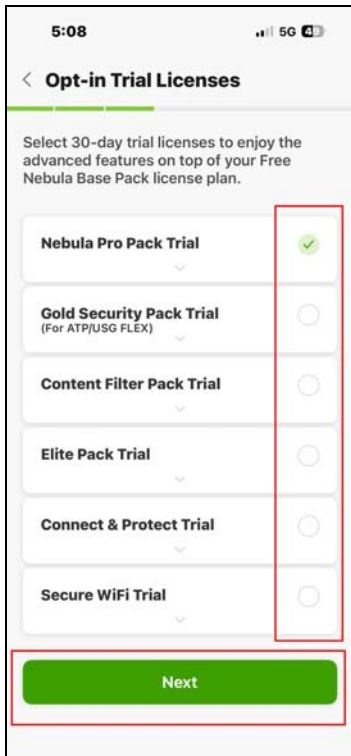 5:08
5G 42
Opt-in Trial Licenses
Select 30-day trial licenses to enjoy the
advanced features on top of your Free
Nebula Base Pack license plan.
Nebula Pro Pack Trial
Gold Security Pack Trial
(For ATP/USG FLEX)
Content Filter Pack Trial
Elite Pack Trial
Connect & Protect Trial
Secure WiFi Trial
Next